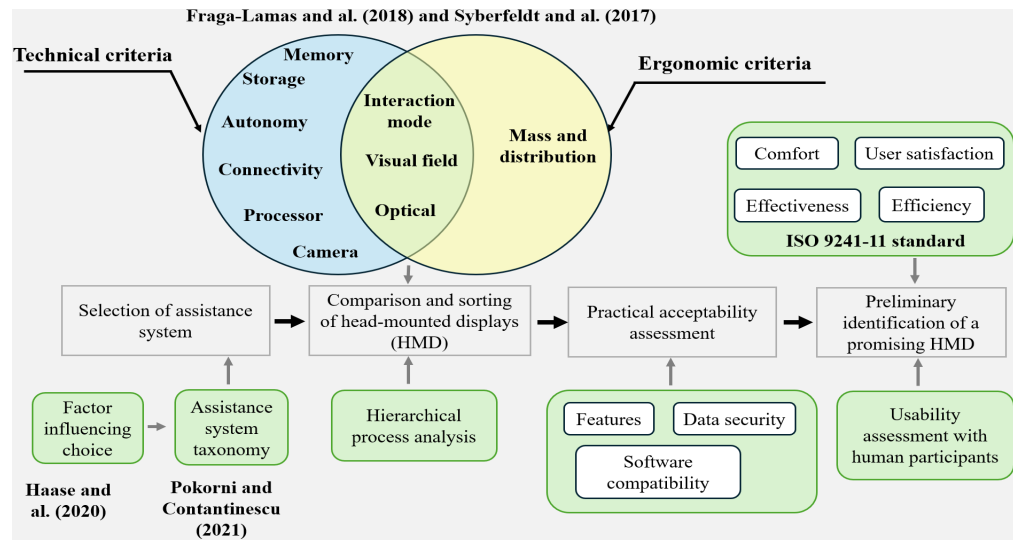 Fraga-Lamas and al. (2018) and Syberfeldt and al. (2017)
Technical criteria
Ergonomic criteria
Memory
Storage
Autonomy
Connectivity
Processor
Camera
Interaction
mode
Visual field
Optical
Mass and
distribution
Comfort
User satisfaction
Effectiveness
Efficiency
ISO 9241-11 standard
Selection of assistance
system
Comparison and sorting
of head-mounted displays
(HMD)
Practical acceptability
assessment
Preliminary
identification of a
promising HMD
Factor
influencing
choice
Assistance
system
taxonomy
Hierarchical
process analysis
Features
Data security
Software
compatibility
Usability
assessment with
human participants
Haase and
al. (2020)
Pokorni and
Contantinescu
(2021)